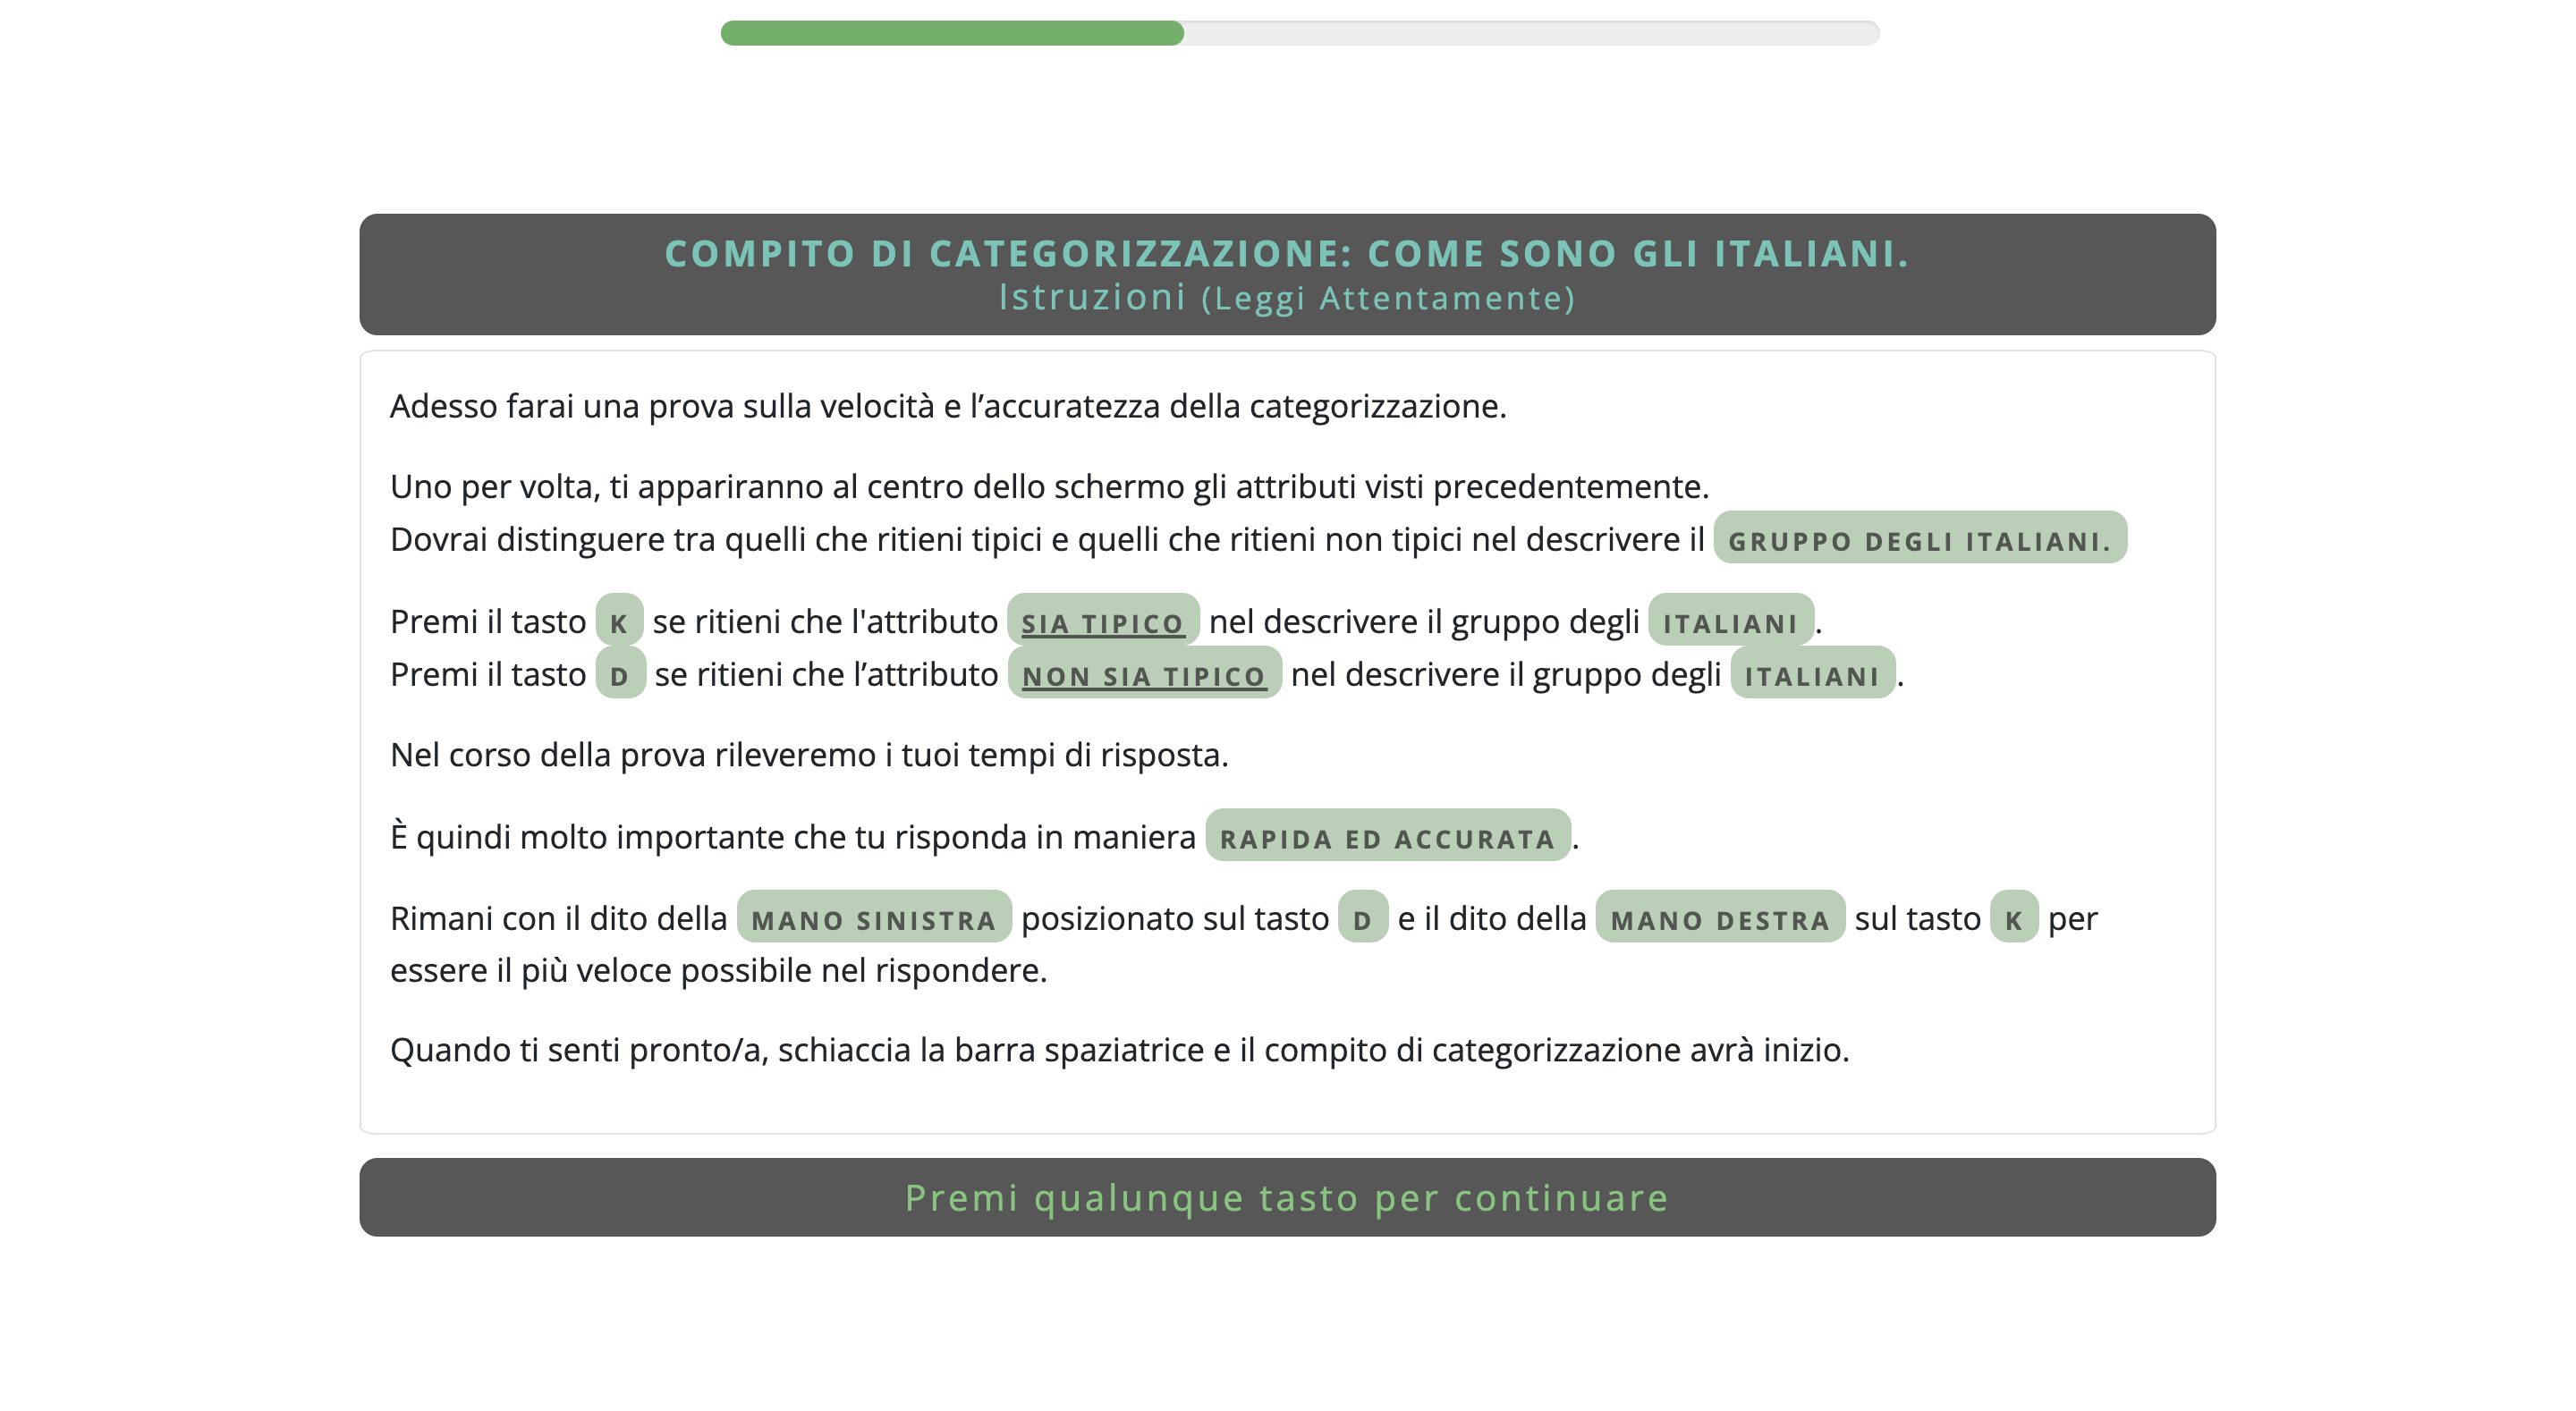 COMPITO DI CATEGORIZZAZIONE: COME SONO GLI ITALIANI.
Istruzioni (Leggi Attentamente)
Adesso farai una prova sulla velocità e l’accuratezza della categorizzazione.
Uno per volta, ti appariranno al centro dello schermo gli attributi visti precedentemente.
Dovrai distinguere tra quelli che ritieni tipici e quelli che ritieni non tipici nel descrivere il GRUPPO DEGLI ITALIANI.
Premi il tasto K se ritieni che l'attributo SIA TIPICO nel descrivere il gruppo degli ITALIANI.
Premi il tasto D se ritieni che l’attributo NON SIA TIPICO nel descrivere il gruppo degli ITALIANI.
Nel corso della prova rileveremo i tuoi tempi di risposta.
È quindi molto importante che tu risponda in maniera RAPIDA ED ACCURATA.
Rimani con il dito della MANO SINISTRA posizionato sul tasto D e il dito della MANO DESTRA sul tasto K per
essere il più veloce possibile nel rispondere.
Quando ti senti pronto/a, schiaccia la barra spaziatrice e il compito di categorizzazione avrà inizio.
Premi qualunque tasto per continuare